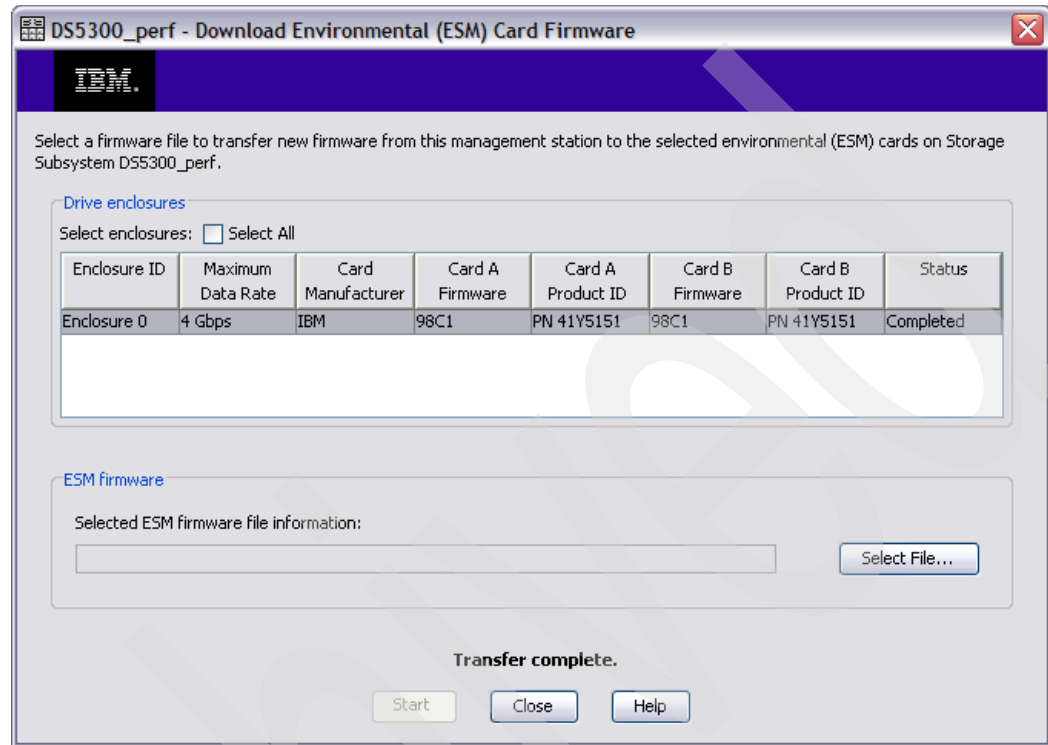 DS5300_perf - Download Environmental (ESM) Card Firmware
IBM.
Select a firmware file to transfer new firmware from this management station to the selected environmental (ESM) cards on Storage
Subsystem DS5300_perf.
Drive enclosures
Select enclosures: Select All
Enclosure ID Maximum Data Rate Card Manufacturer Card A Firmware Card A Product ID Card B Firmware Card B Product ID Status
Enclosure 0 4 Gbps IBM 98C1 PN 41Y5151 98C1 PN 41Y5151 Completed
ESM firmware
Selected ESM firmware file information:
Select File...
Transfer complete.
Start Close Help